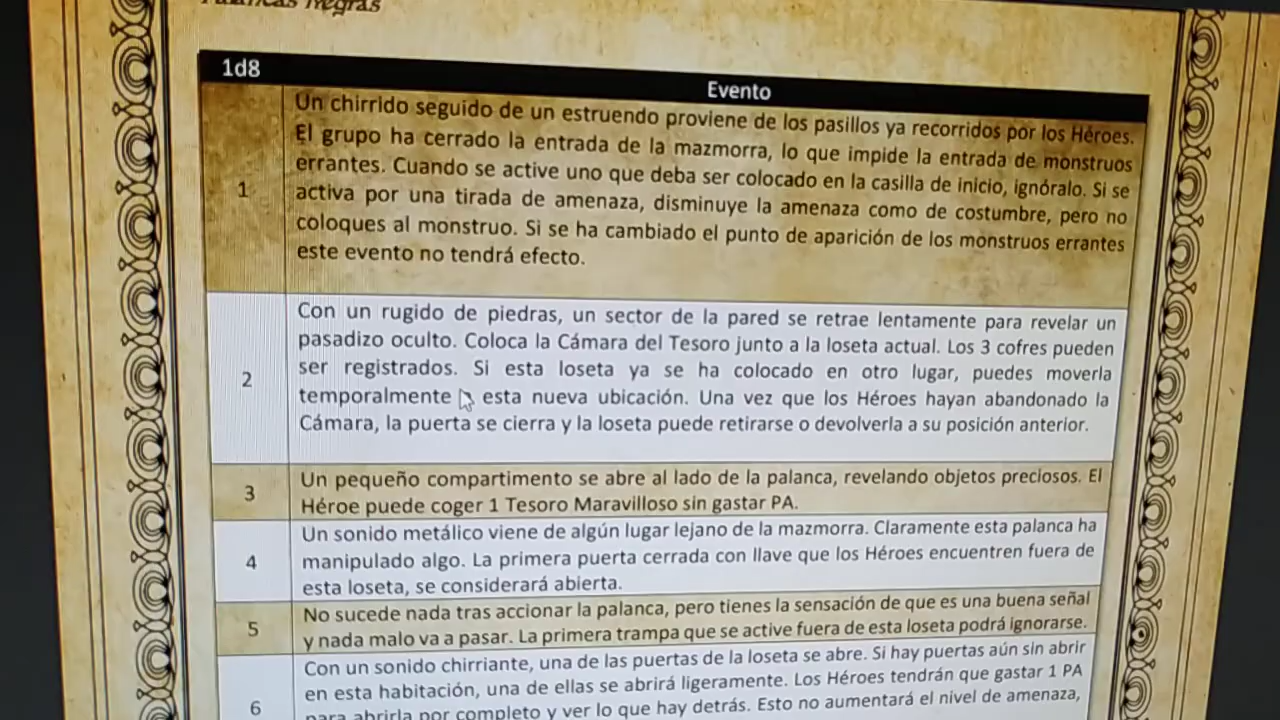 Palancas Negras
1d8
Evento
1
Un chirrido seguido de un estruendo proviene de los pasillos ya recorridos por los Héroes.
El grupo ha cerrado la entrada de la mazmorra, lo que impide la entrada de monstruos
errantes. Cuando se active uno que deba ser colocado en la casilla de inicio, ignóralo. Si se
activa por una tirada de amenaza, disminuye la amenaza como de costumbre, pero no
coloques al monstruo. Si se ha cambiado el punto de aparición de los monstruos errantes
este evento no tendrá efecto.
2
Con un rugido de piedras, un sector de la pared se retrae lentamente para revelar un
pasadizo oculto. Coloca la Cámara del Tesoro junto a la loseta actual. Los 3 cofres pueden
ser registrados. Si esta loseta ya se ha colocado en otro lugar, puedes moverla
temporalmente esta nueva ubicación. Una vez que los Héroes hayan abandonado la
Cámara, la puerta se cierra y la loseta puede retirarse o devolverla a su posición anterior.
3
Un pequeño compartimento se abre al lado de la palanca, revelando objetos preciosos. El
Héroe puede coger 1 Tesoro Maravilloso sin gastar PA.
4
Un sonido metálico viene de algún lugar lejano de la mazmorra. Claramente esta palanca ha
manipulado algo. La primera puerta cerrada con llave que los Héroes encuentren fuera de
esta loseta, se considerará abierta.
5
No sucede nada tras accionar la palanca, pero tienes la sensación de que es una buena señal
y nada malo va a pasar. La primera trampa que se active fuera de esta loseta podrá ignorarse.
6
Con un sonido chirriante, una de las puertas de la loseta se abre. Si hay puertas aún sin abrir
en esta habitación, una de ellas se abrirá ligeramente. Los Héroes tendrán que gastar 1 PA
para abrirla por completo y ver lo que hay detrás. Esto no aumentará el nivel de amenaza,